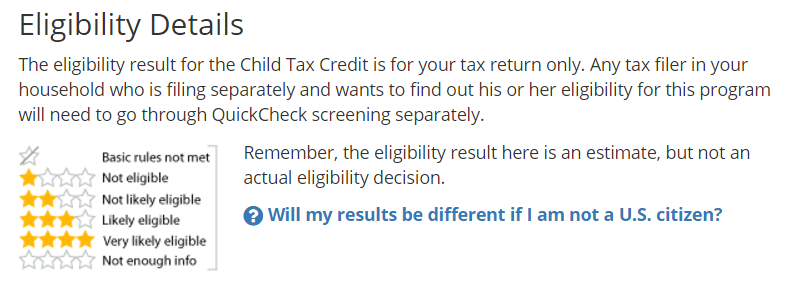 Eligibility Details
The eligibility result for the Child Tax Credit is for your tax return only. Any tax filer in your
household who is filing separately and wants to find out his or her eligibility for this program
will need to go through QuickCheck screening separately.
Basic rules not met
Not eligible
Not likely eligible
Likely eligible
Very likely eligible
Not enough info
Remember, the eligibility result here is an estimate, but not an
actual eligibility decision.
? Will my results be different if I am not a U.S. citizen?